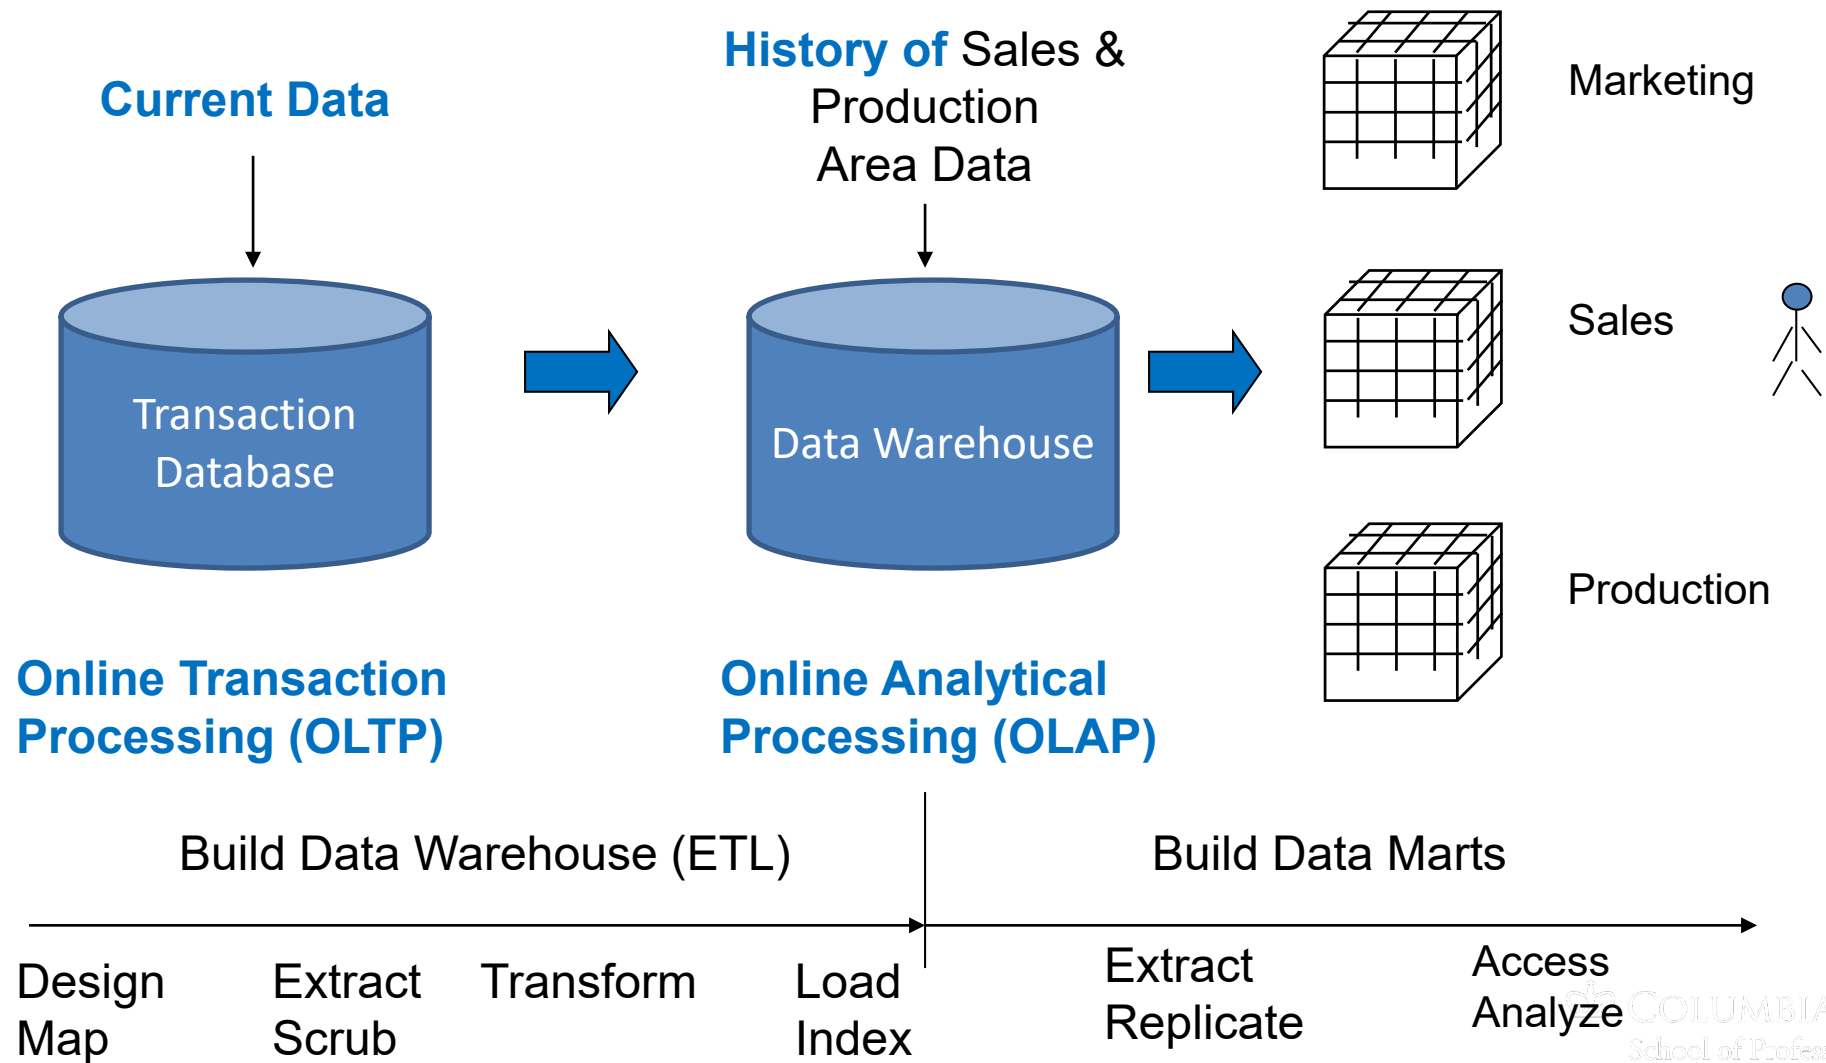 Current Data
History of Sales &
Production
Area Data
Marketing
Sales
Production
Transaction
Database
Data Warehouse
Online Transaction
Processing (OLTP)
Online Analytical
Processing (OLAP)
Build Data Warehouse (ETL)
Build Data Marts
Design
Map
Extract
Scrub
Transform
Load
Index
Extract
Replicate
Access
Analyze
COLUMBIA
School of